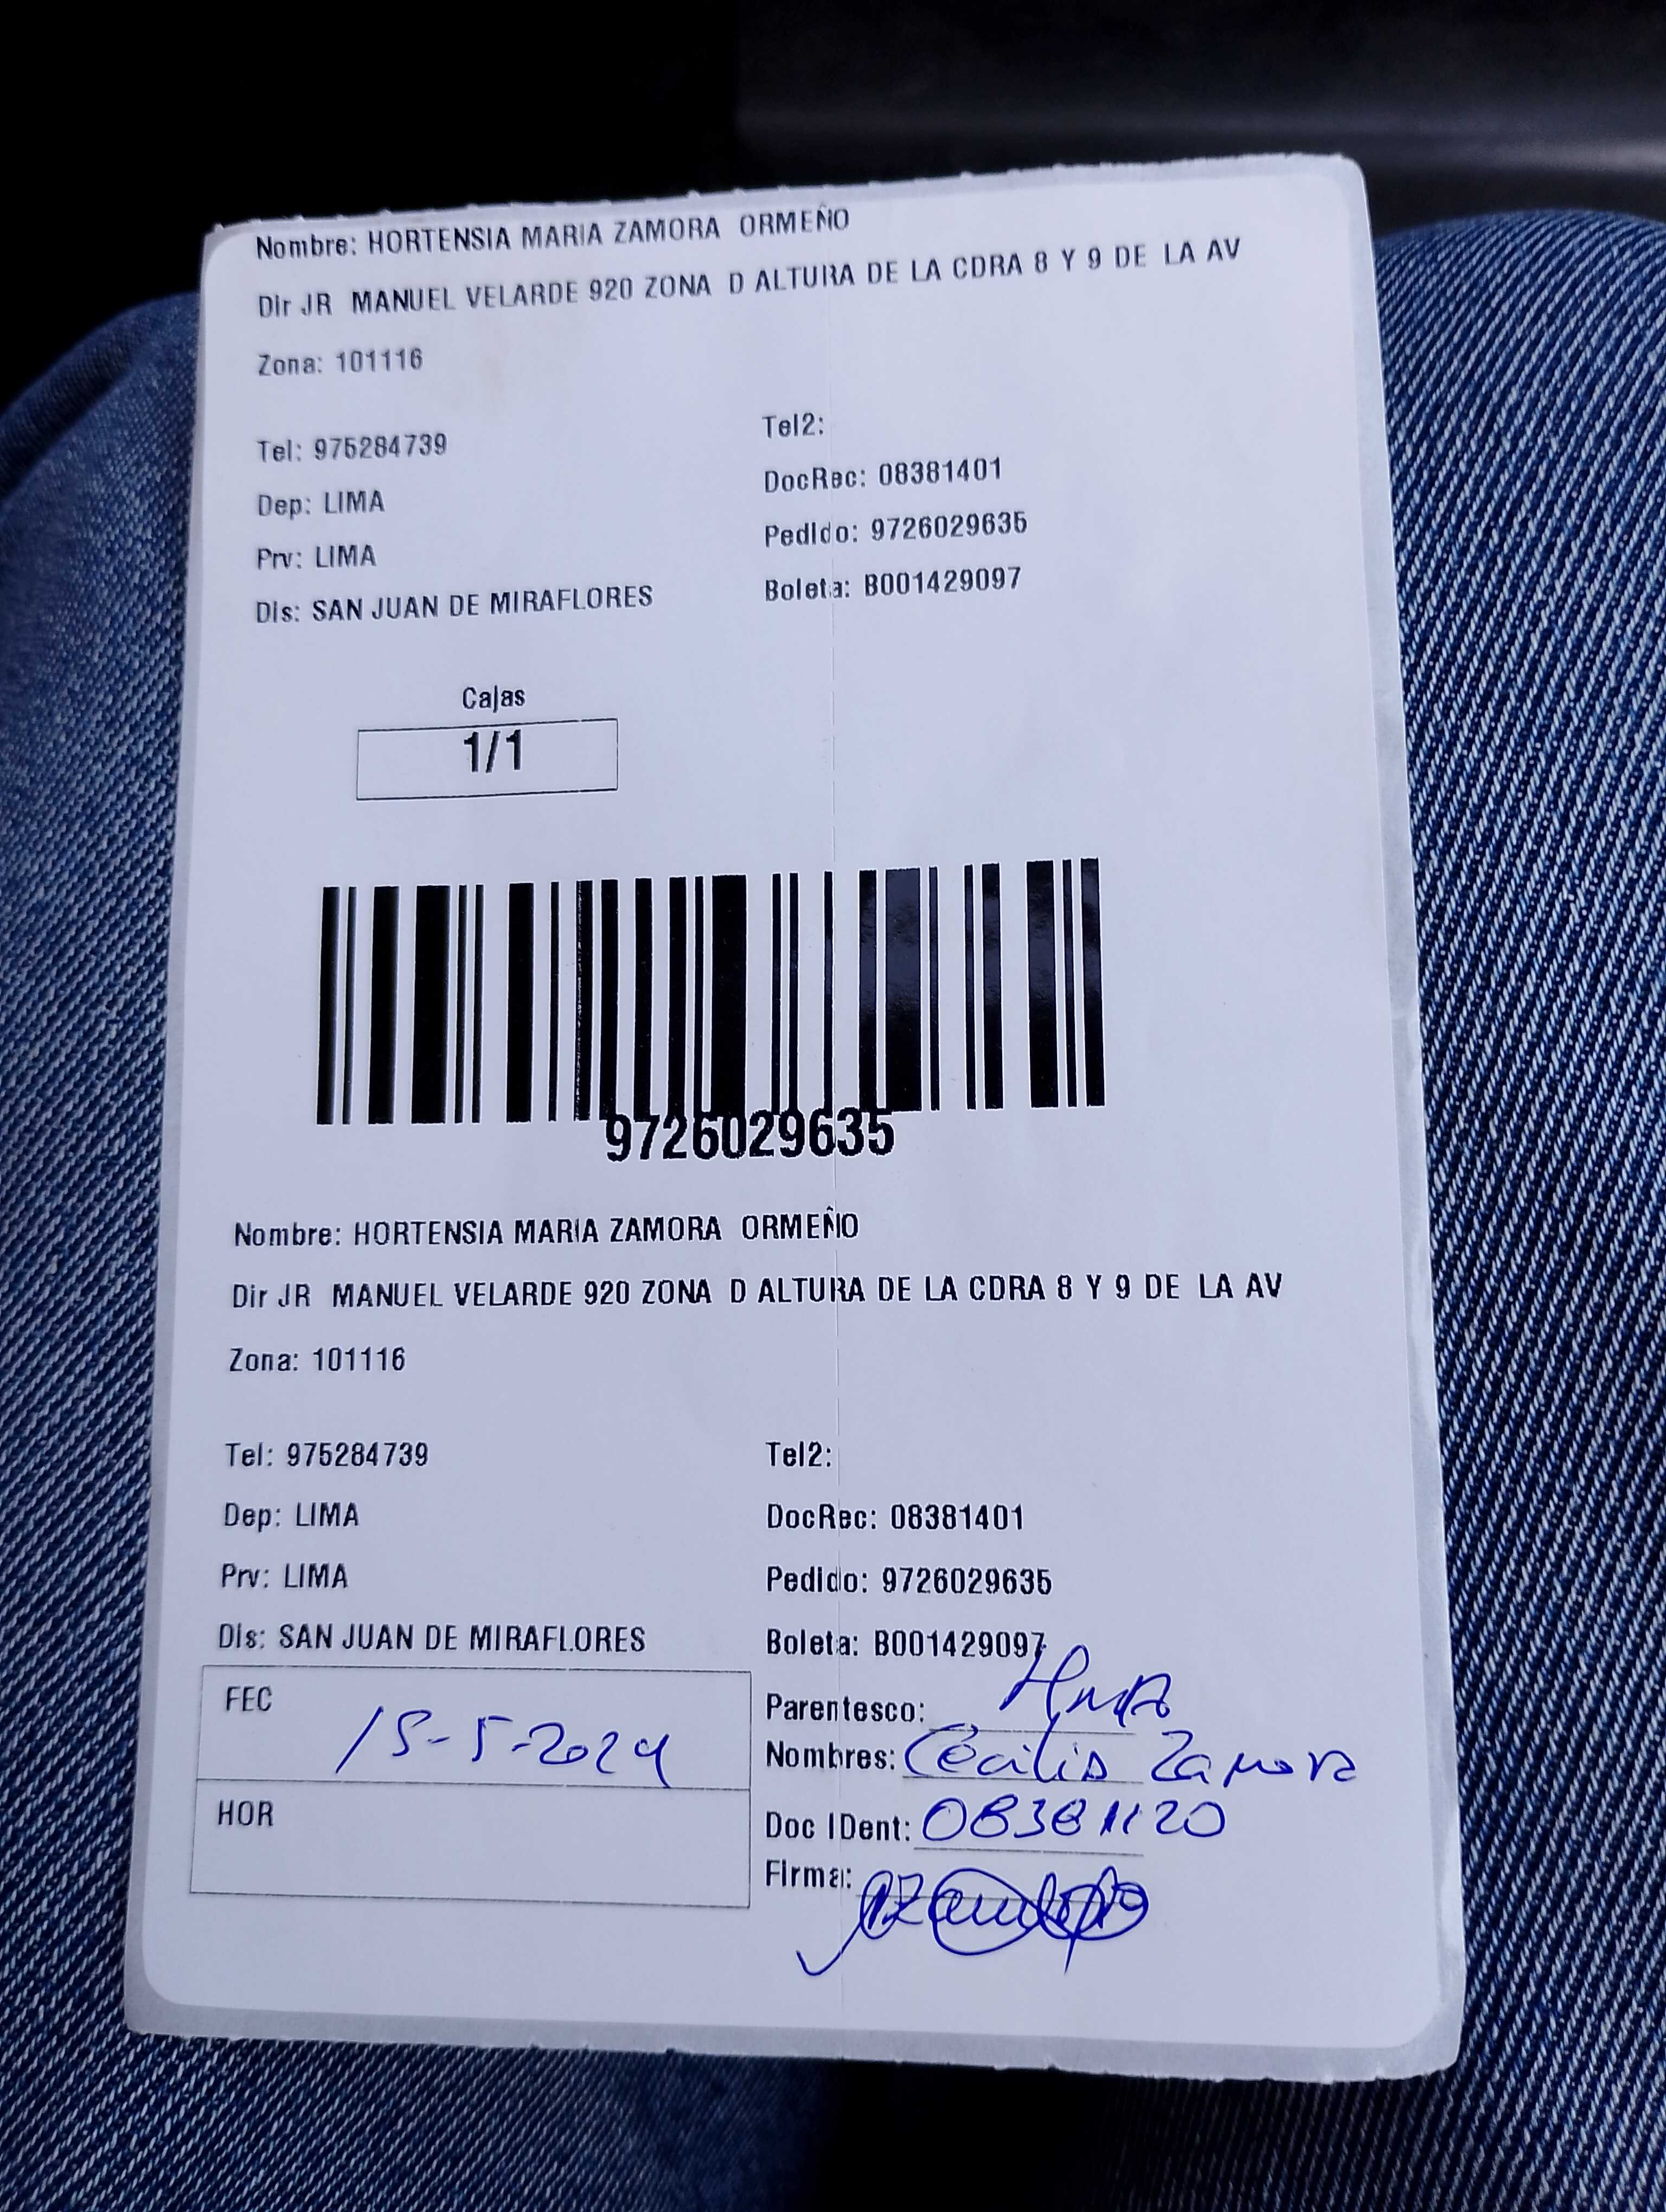 Nombre: HORTENSIA MARIA ZAMORA ORMEÑO
Dir JR MANUEL VELARDE 920 ZONA D ALTURA DE LA CDRA 8 Y 9 DE LA AV
Zona: 101116
Tel: 975284739 Tel2:
Dep: LIMA DocRec: 08381401
Prv: LIMA Pedido: 9726029635
Dis: SAN JUAN DE MIRAFLORES Boleta: B001429097
Cajas
1/1
9726029635
Nombre: HORTENSIA MARIA ZAMORA ORMEÑO
Dir JR MANUEL VELARDE 920 ZONA D ALTURA DE LA CDRA 8 Y 9 DE LA AV
Zona: 101116
Tel: 975284739 Tel2:
Dep: LIMA DocRec: 08381401
Prv: LIMA Pedido: 9726029635
Dis: SAN JUAN DE MIRAFLORES Boleta: B001429097
FEC 15-5-2024
HOR
Parentesco:
Nombres: Cecilia Zamora
Doc IDent: 08381120
Firma: